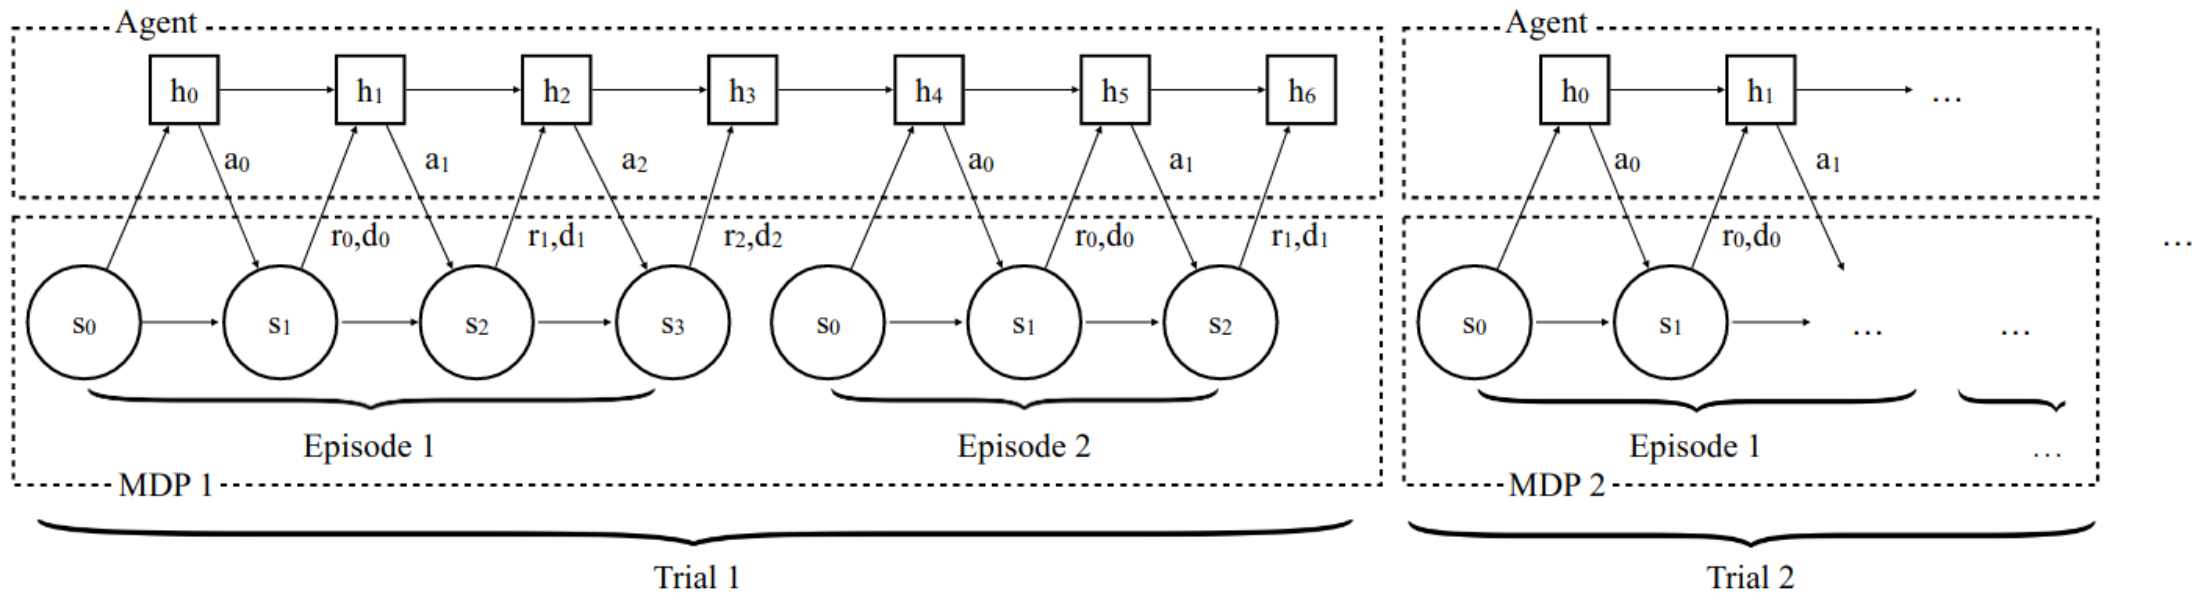 Agent Agent
h0 h1 h2 h3 h4 h5 h6 h0 h1 ...
a0 a1 a2 a0 a1 a0 a1
r0,d0 r1,d1 r2,d2 r0,d0 r1,d1 r0,d0 ...
s0 s1 s2 s3 s0 s1 s2 s0 s1 ... ...
Episode 1 Episode 2 Episode 1 ...
MDP 1 MDP 2
Trial 1 Trial 2